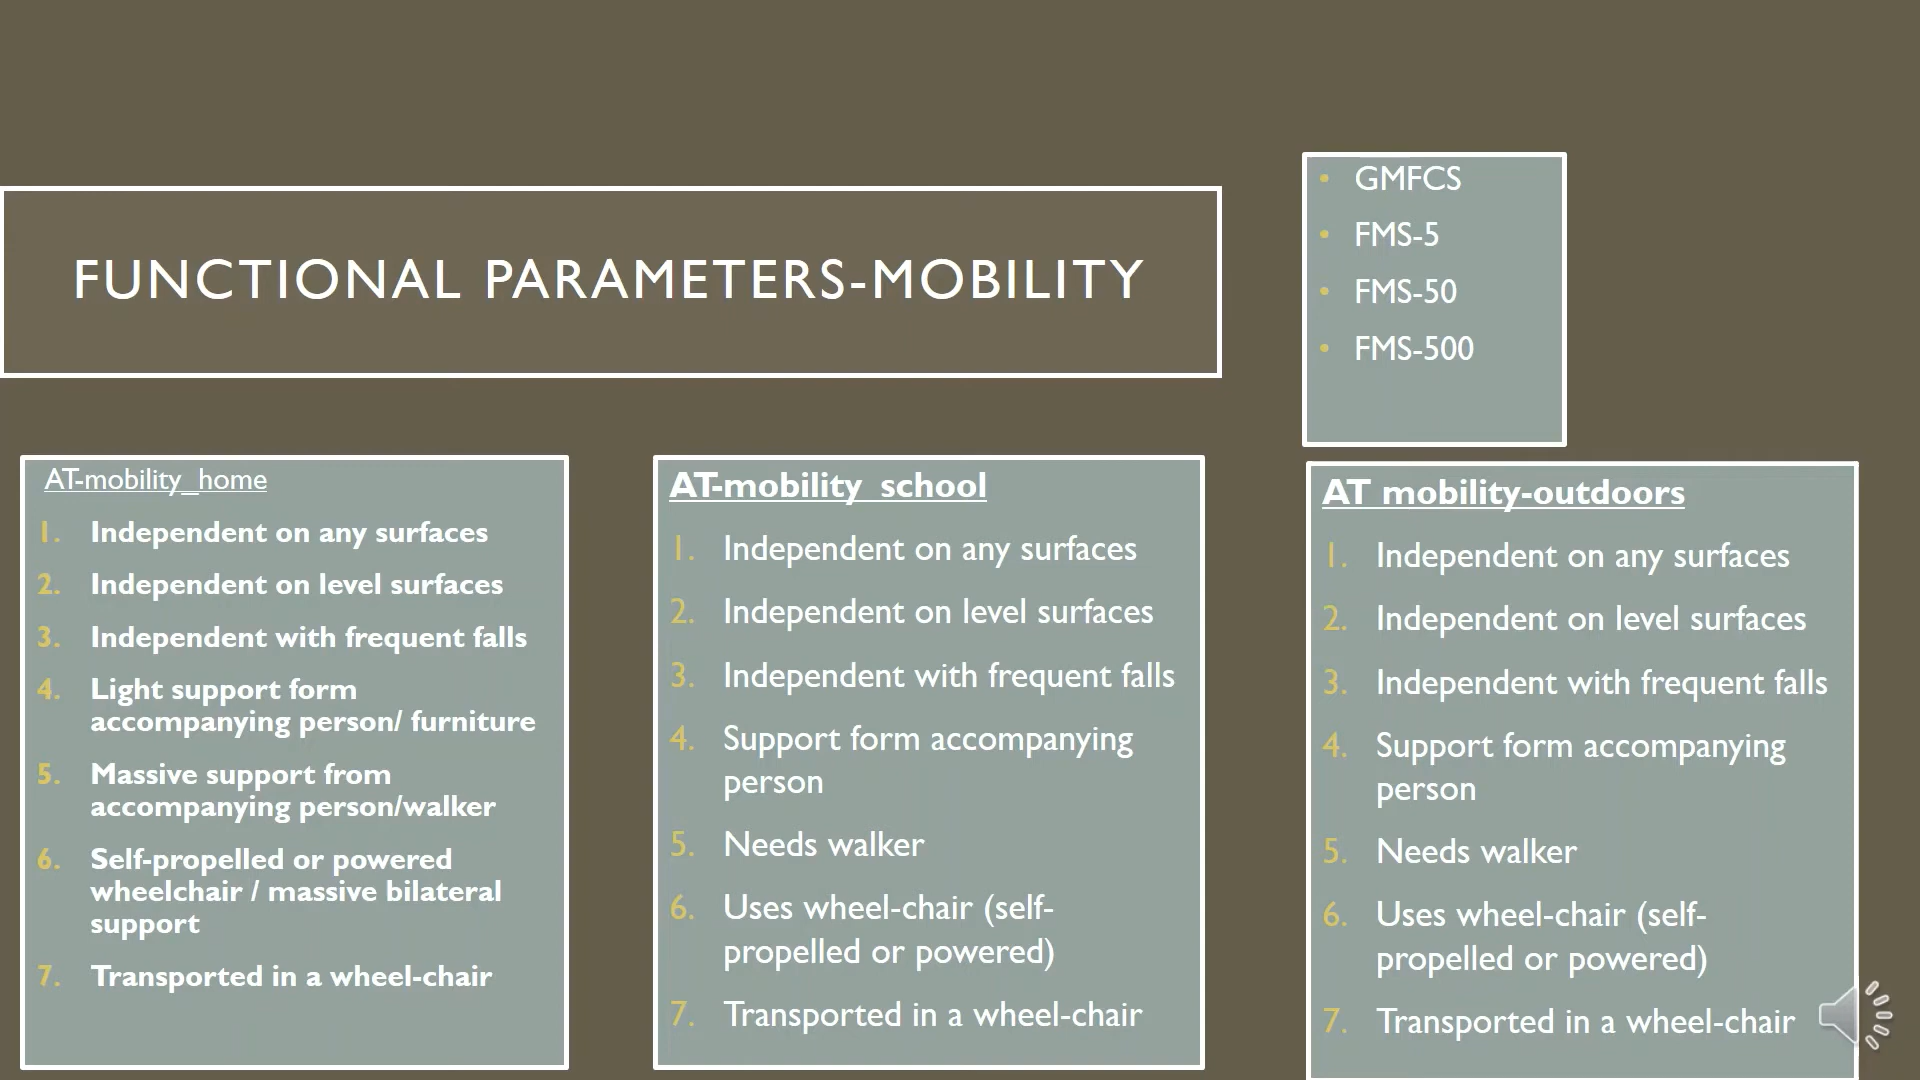 FUNCTIONAL PARAMETERS-MOBILITY
• GMFCS
• FMS-5
• FMS-50
• FMS-500
AT-mobility_home
1. Independent on any surfaces
2. Independent on level surfaces
3. Independent with frequent falls
4. Light support form
accompanying person/ furniture
5. Massive support from
accompanying person/walker
6. Self-propelled or powered
wheelchair / massive bilateral
support
7. Transported in a wheel-chair
AT-mobility_school
1. Independent on any surfaces
2. Independent on level surfaces
3. Independent with frequent falls
4. Support form accompanying
person
5. Needs walker
6. Uses wheel-chair (self-
propelled or powered)
7. Transported in a wheel-chair
AT mobility-outdoors
1. Independent on any surfaces
2. Independent on level surfaces
3. Independent with frequent falls
4. Support form accompanying
person
5. Needs walker
6. Uses wheel-chair (self-
propelled or powered)
7. Transported in a wheel-chair